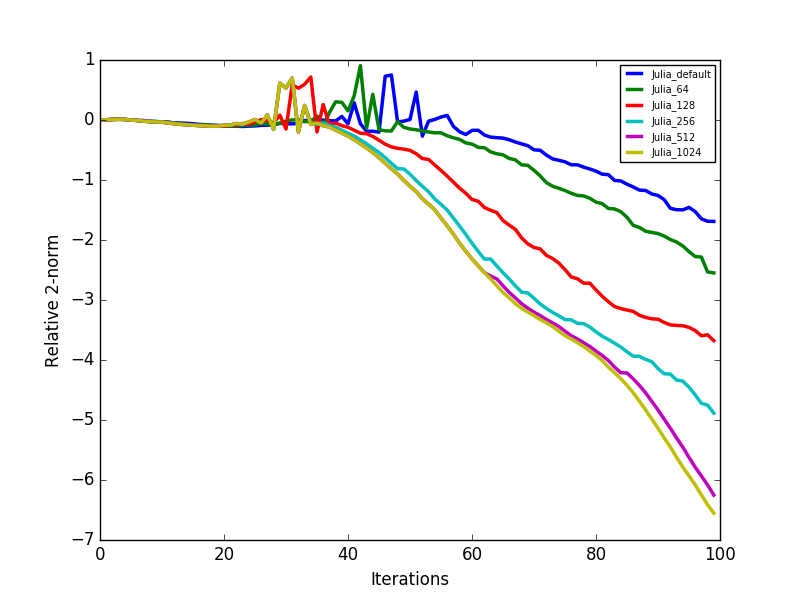 1
0
−1
−2
−3
−4
−5
−6
−7
Relative 2-norm
Julia_default
Julia_64
Julia_128
Julia_256
Julia_512
Julia_1024
0 20 40 60 80 100
Iterations